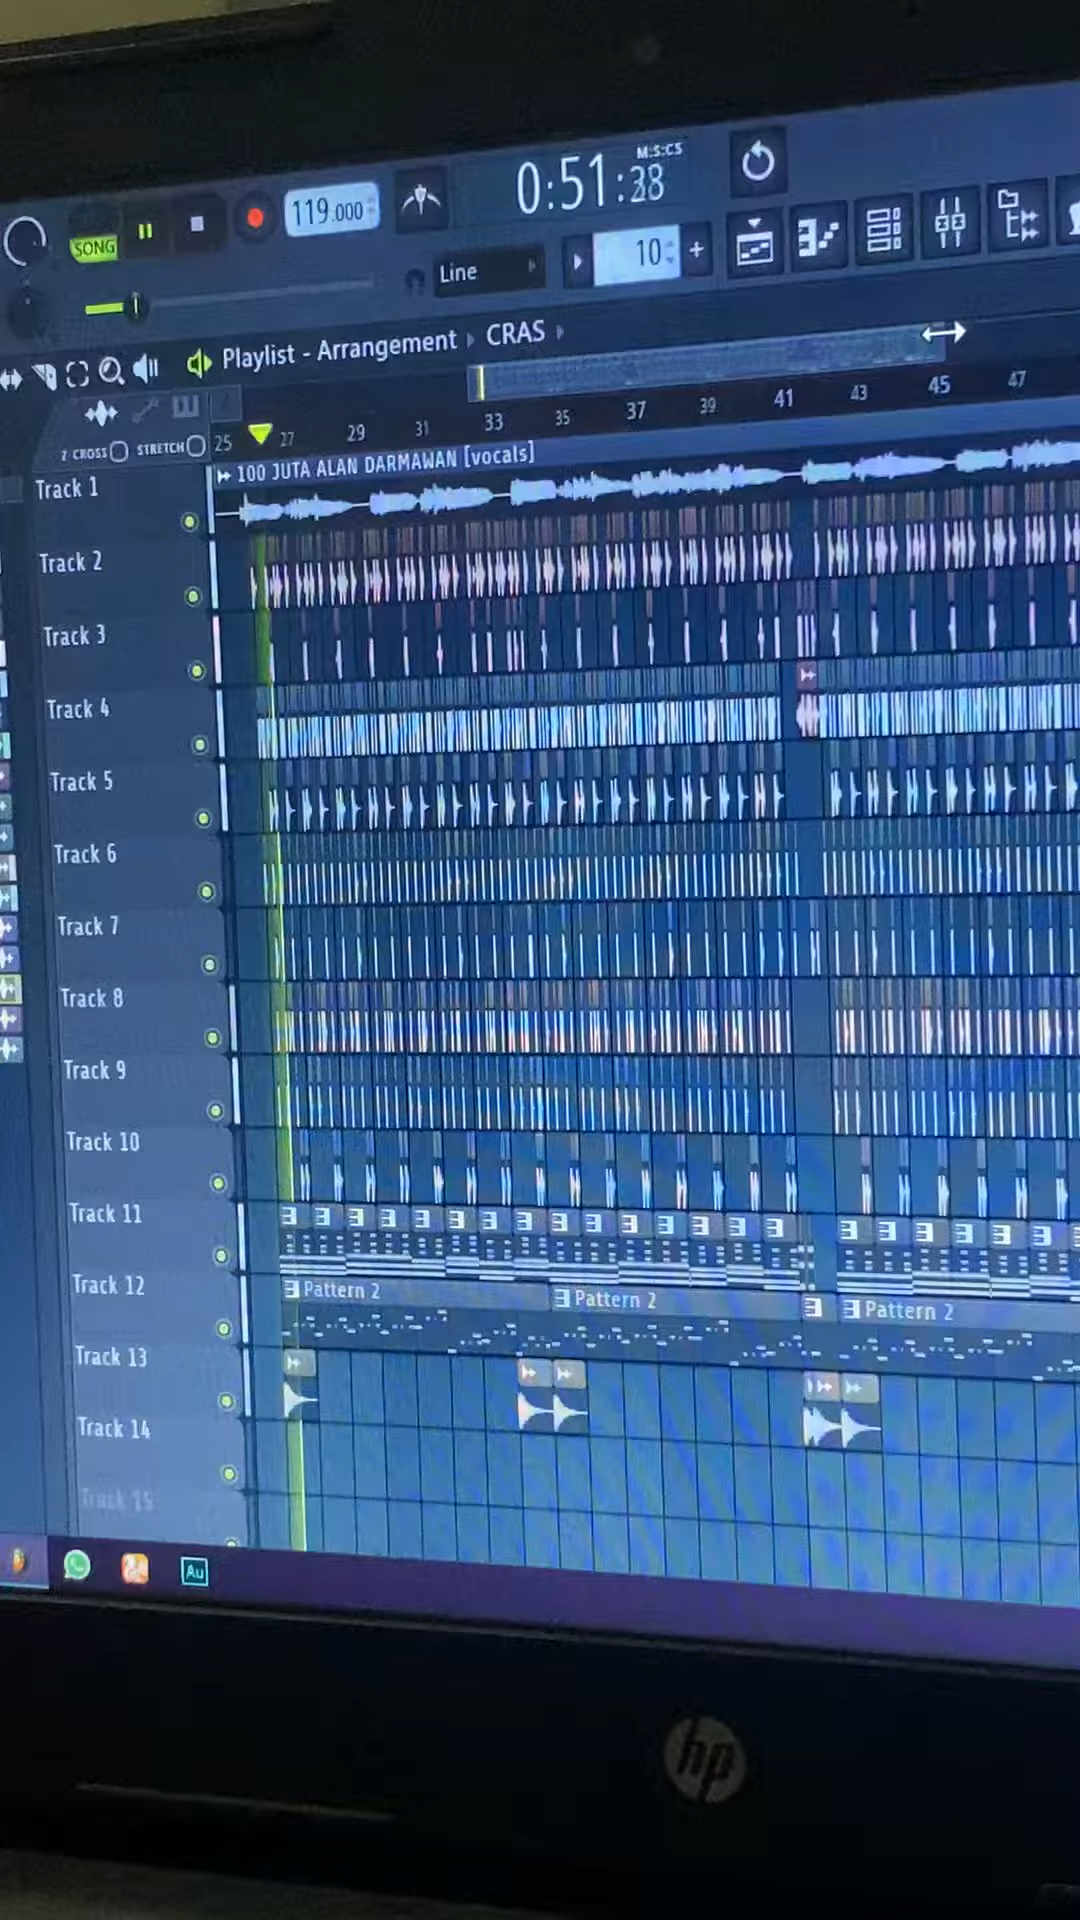 M:S:CS
0:51:28
SONG
119.000
Line
10
Playlist - Arrangement
CRAS
Z CROSS
STRETCH
25 27 29 31 33 35 37 39 41 43 45 47
100 JUTA ALAN DARMAWAN [vocals]
Track 1
Track 2
Track 3
Track 4
Track 5
Track 6
Track 7
Track 8
Track 9
Track 10
Track 11
Track 12
Pattern 2
Pattern 2
Pattern 2
Track 13
Track 14
Track 15
Au
hp